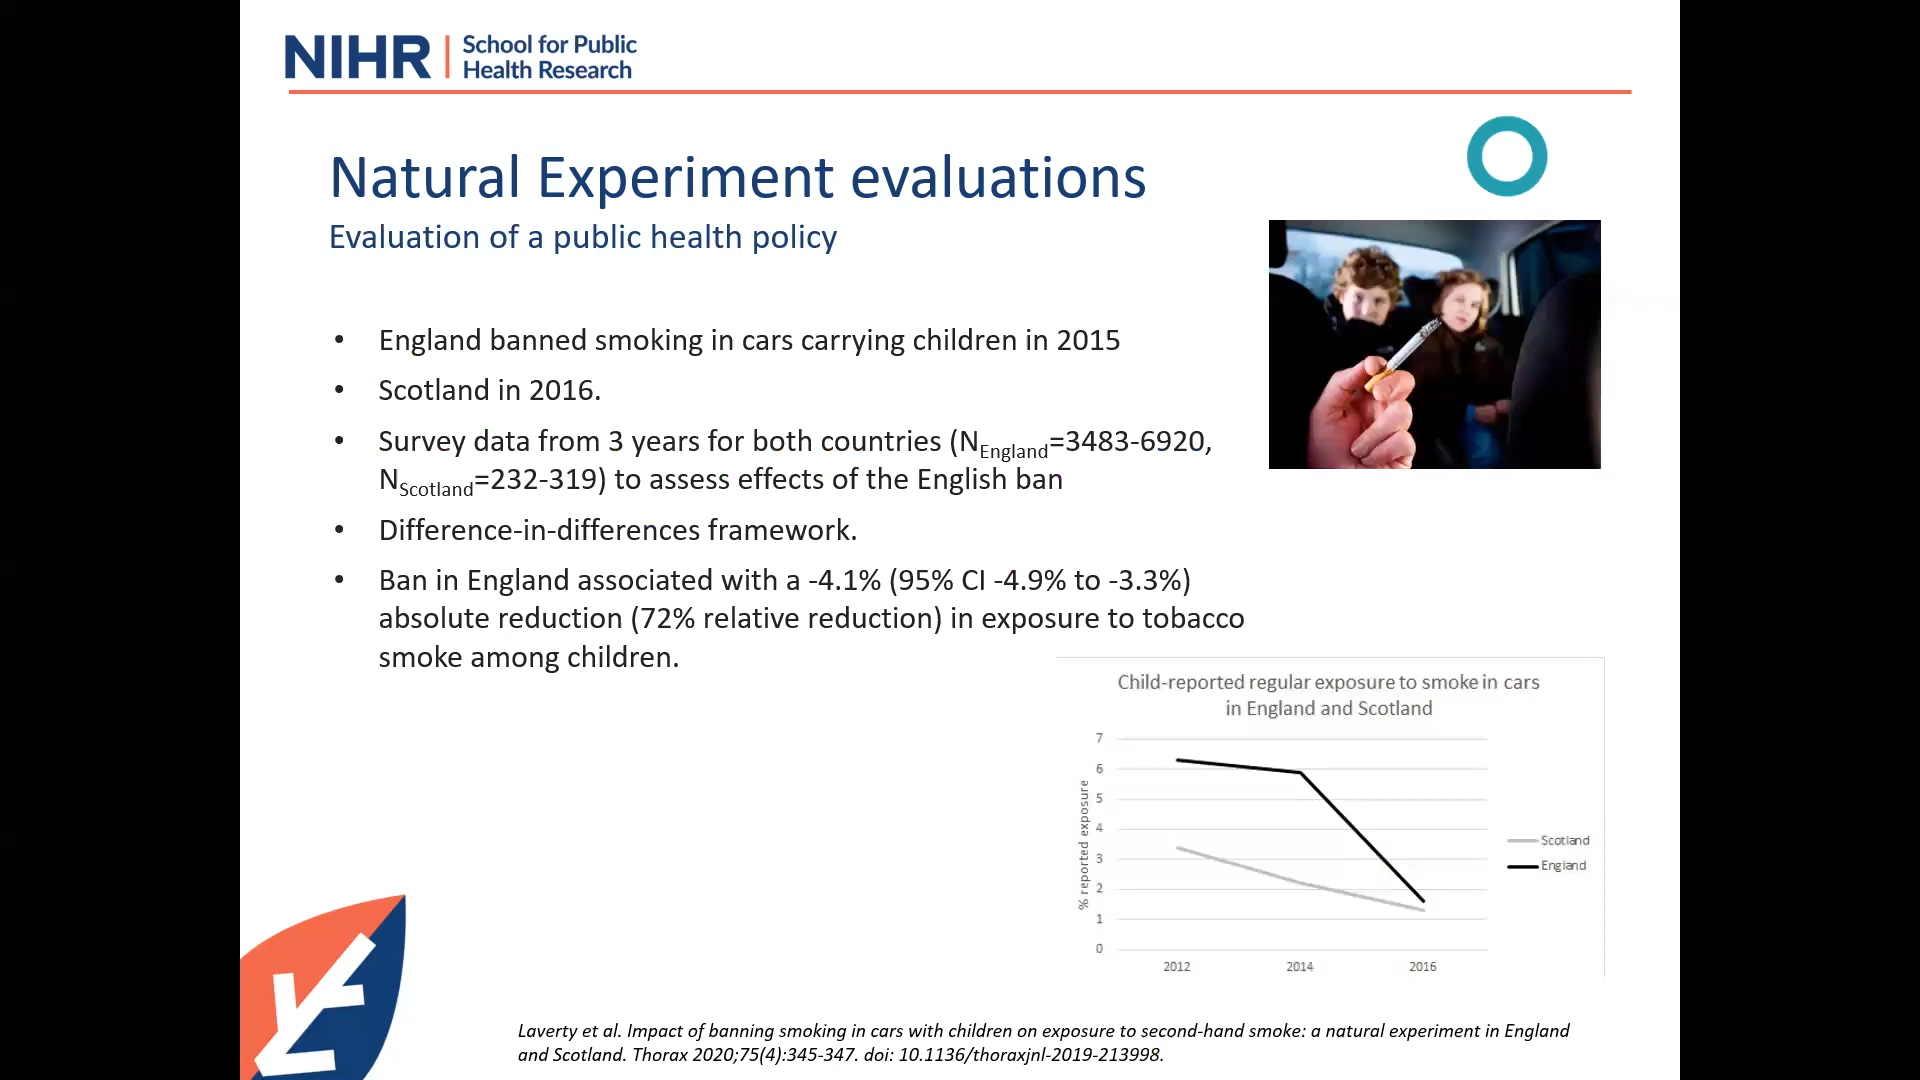 NIHR | School for Public
Health Research
Natural Experiment evaluations
Evaluation of a public health policy
• England banned smoking in cars carrying children in 2015
• Scotland in 2016.
• Survey data from 3 years for both countries (NEngland=3483-6920,
NScotland=232-319) to assess effects of the English ban
• Difference-in-differences framework.
• Ban in England associated with a -4.1% (95% CI -4.9% to -3.3%)
absolute reduction (72% relative reduction) in exposure to tobacco
smoke among children.
Child-reported regular exposure to smoke in cars
in England and Scotland
% reported exposure
7
6
5
4
3
2
1
0
2012 2014 2016
Scotland
England
Laverty et al. Impact of banning smoking in cars with children on exposure to second-hand smoke: a natural experiment in England
and Scotland. Thorax 2020;75(4):345-347. doi: 10.1136/thoraxjnl-2019-213998.